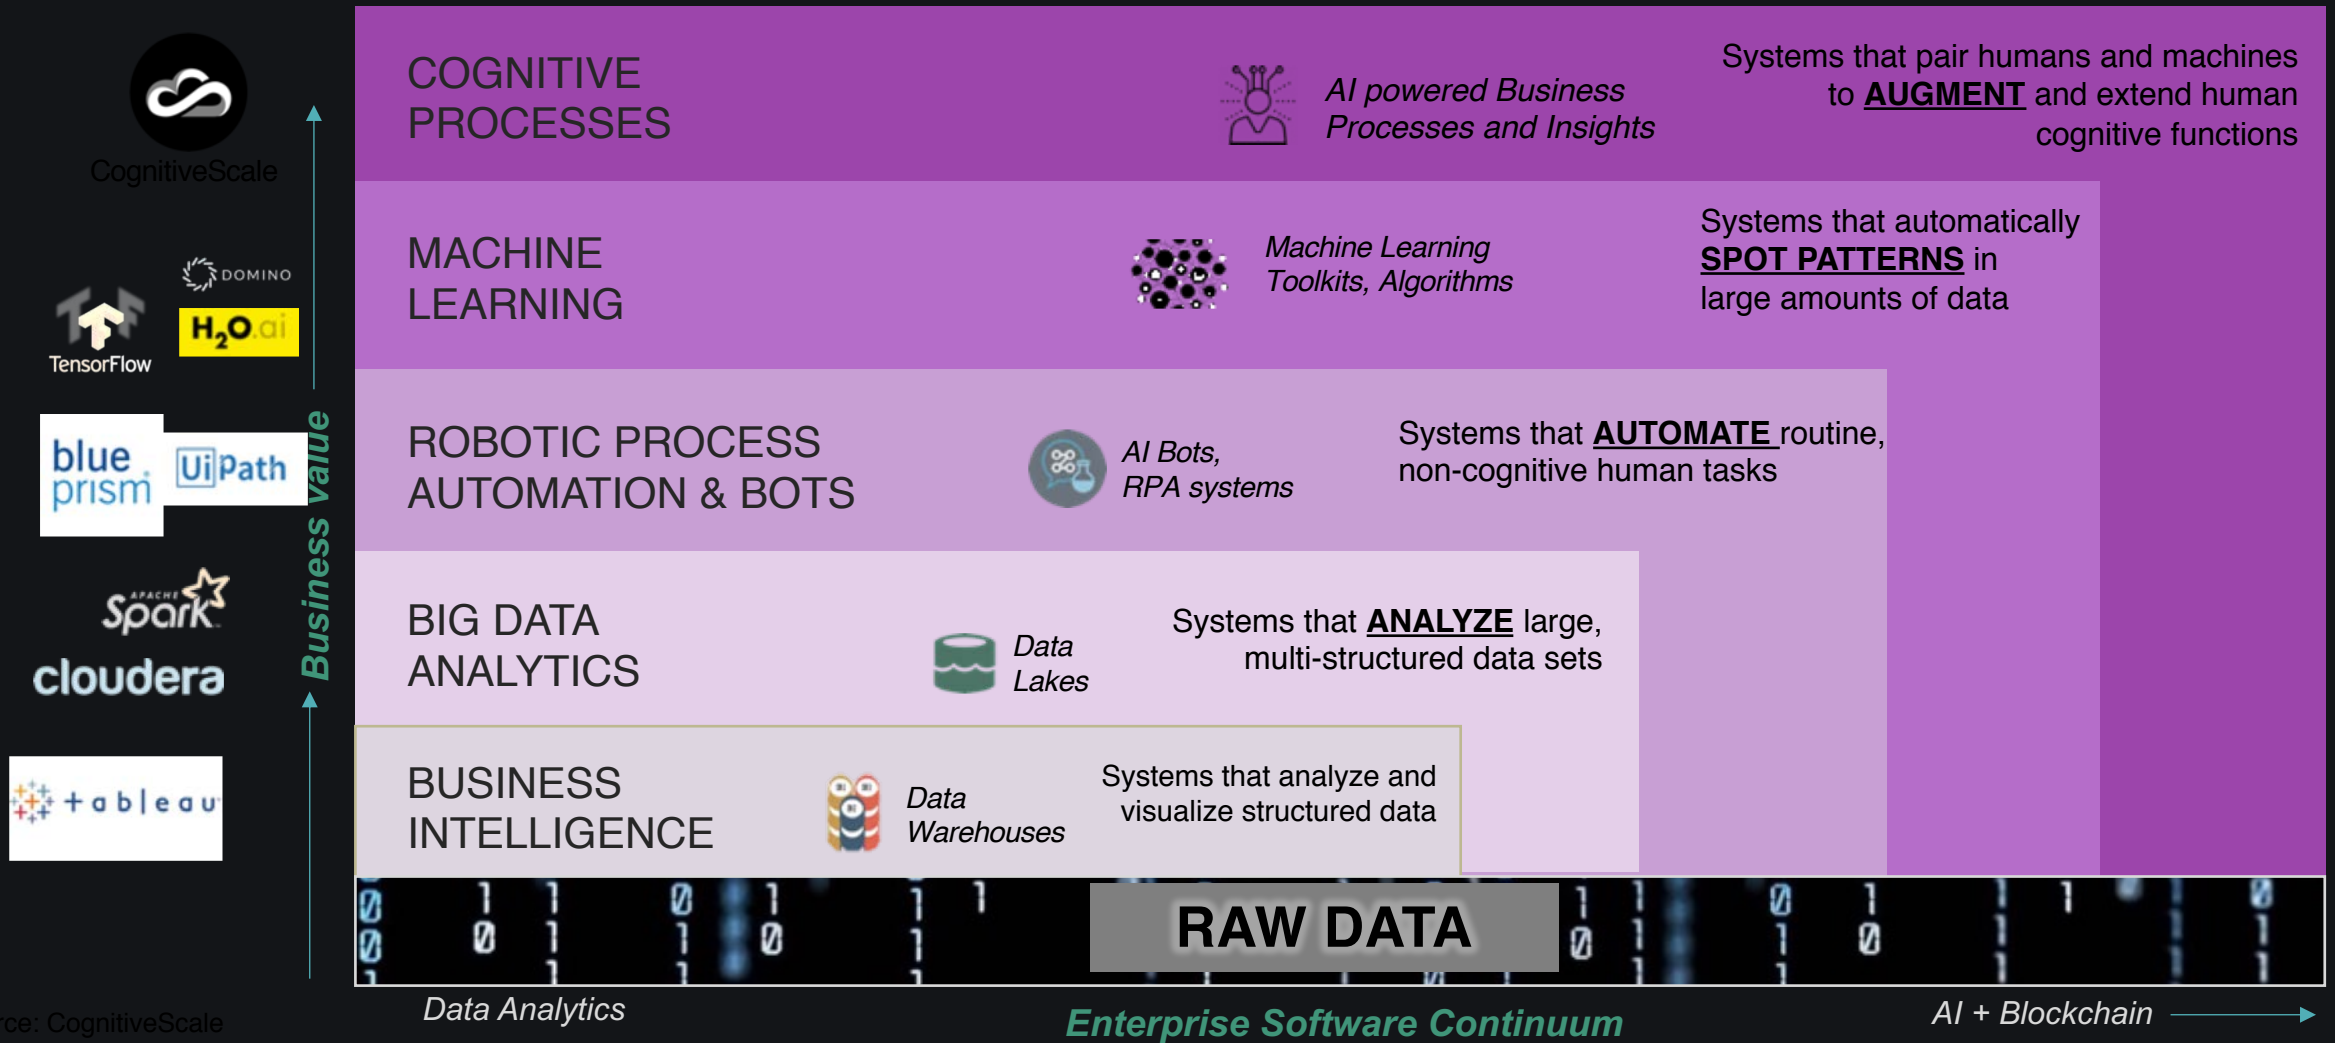 CognitiveScale
COGNITIVE
PROCESSES
AI powered Business
Processes and Insights
Systems that pair humans and machines
to AUGMENT and extend human
cognitive functions
DOMINO
TensorFlow
H2O.ai
MACHINE
LEARNING
Machine Learning
Toolkits, Algorithms
Systems that automatically
SPOT PATTERNS in
large amounts of data
blue
prism
UiPath
Business value
ROBOTIC PROCESS
AUTOMATION & BOTS
AI Bots,
RPA systems
Systems that AUTOMATE routine,
non-cognitive human tasks
APACHE
Spark
cloudera
BIG DATA
ANALYTICS
Data
Lakes
Systems that ANALYZE large,
multi-structured data sets
+ableau
BUSINESS
INTELLIGENCE
Data
Warehouses
Systems that analyze and
visualize structured data
RAW DATA
Data Analytics
Enterprise Software Continuum
AI + Blockchain
rce: CognitiveScale